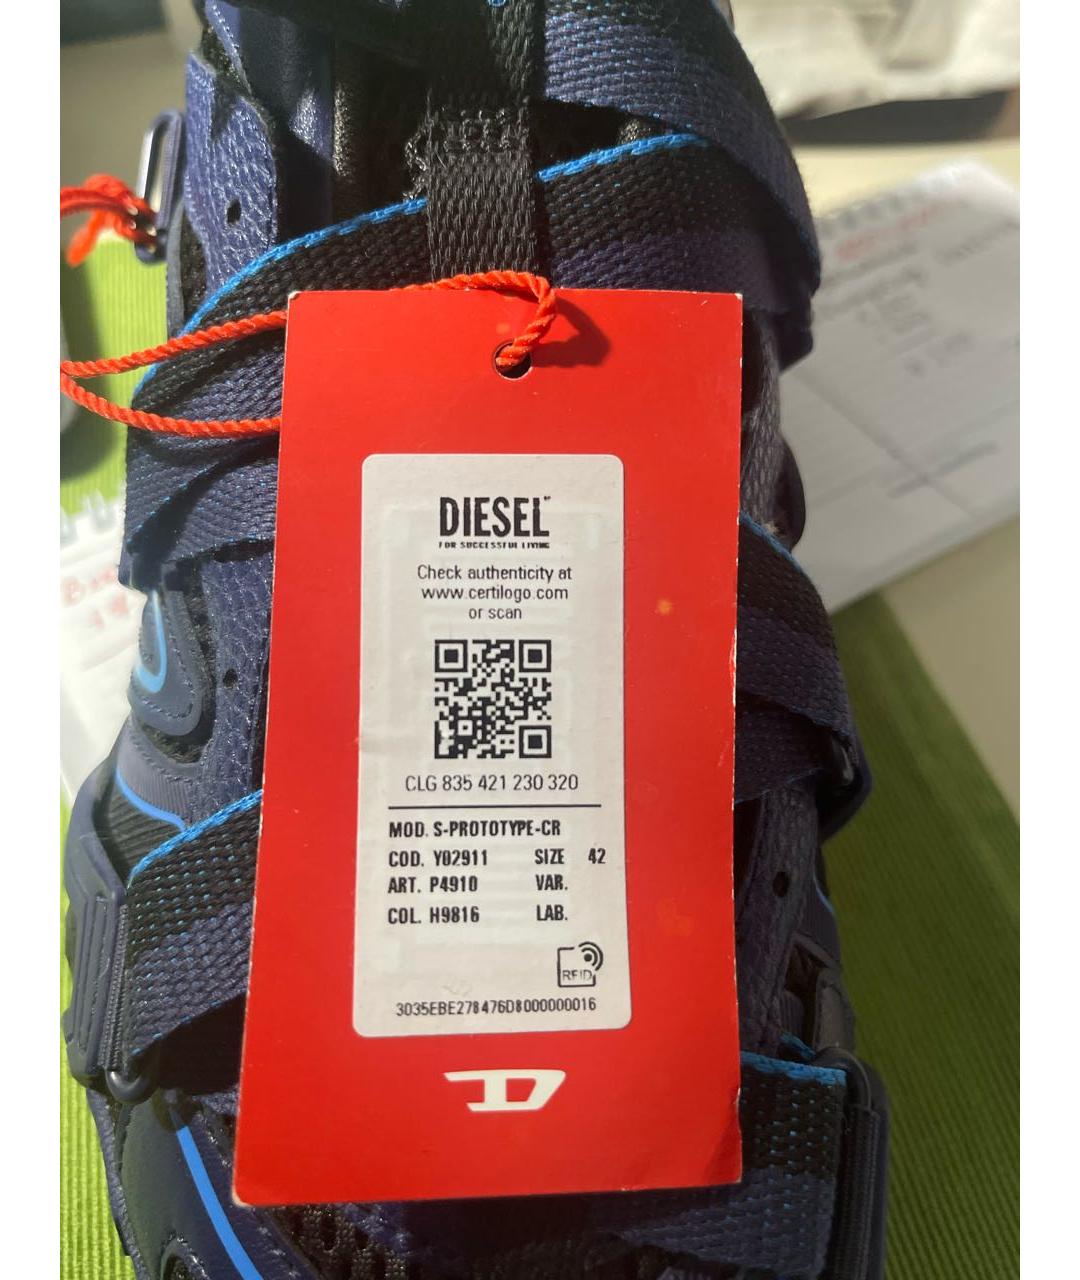 DIESEL
FOR SUCCESSFUL LIVING
Check authenticity at
www.certilogo.com
or scan
CLG 835 421 230 320
MOD. S-PROTOTYPE-CR
COD. Y02911 SIZE 42
ART. P4910 VAR.
COL. H9816 LAB.
RFID
3035EBE278476D8000000016
D